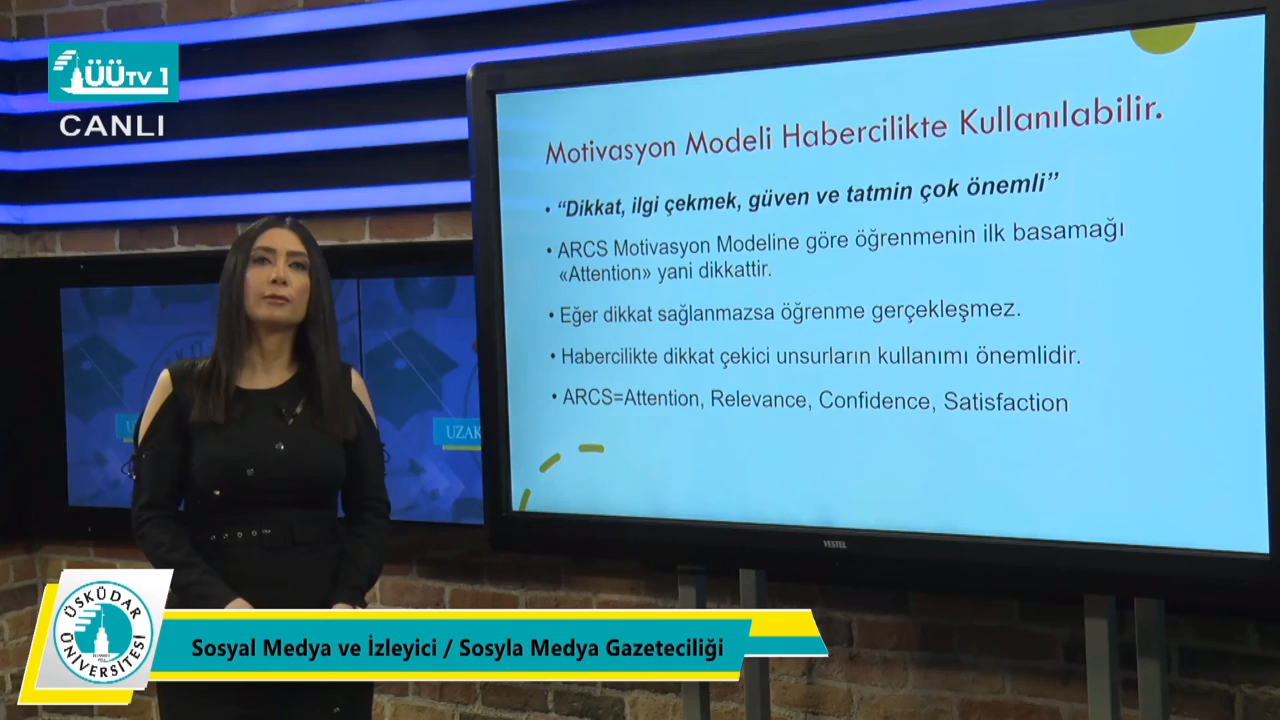 ÜÜTV 1
CANLI
Motivasyon Modeli Habercilikte Kullanılabilir.
• “Dikkat, ilgi çekmek, güven ve tatmin çok önemli”
• ARCS Motivasyon Modeline göre öğrenmenin ilk basamağı
«Attention» yani dikkattir.
• Eğer dikkat sağlanmazsa öğrenme gerçekleşmez.
• Habercilikte dikkat çekici unsurların kullanımı önemlidir.
• ARCS=Attention, Relevance, Confidence, Satisfaction
UZAK
VESTEL
ÜSKÜDAR
ÜNİVERSİTESİ
Sosyal Medya ve İzleyici / Sosyla Medya Gazeteciliği